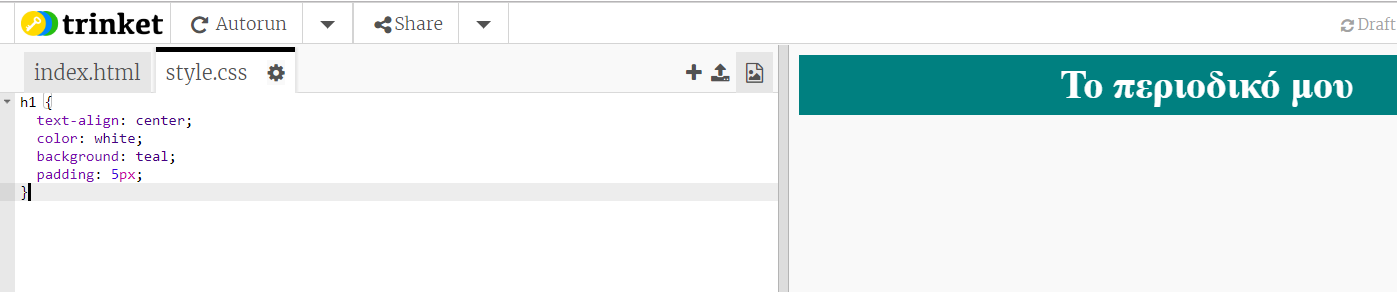 trinket Autorun Share Draft
index.html style.css
Το περιοδικό μου
h1 {
text-align: center;
color: white;
background: teal;
padding: 5px;
}